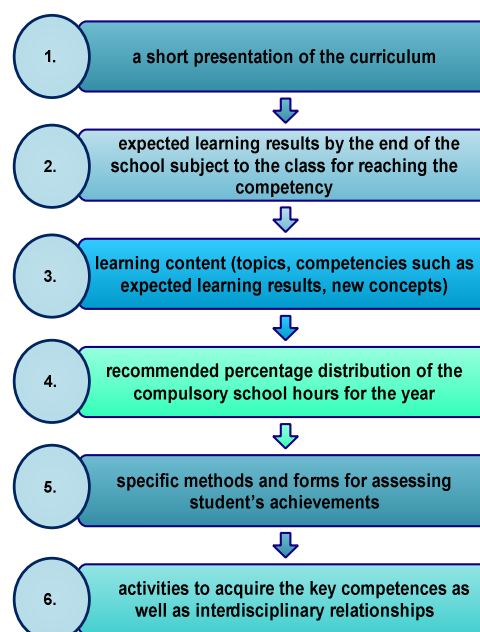 1.
a short presentation of the curriculum
2.
expected learning results by the end of the
school subject to the class for reaching the
competency
3.
learning content (topics, competencies such as
expected learning results, new concepts)
4.
recommended percentage distribution of the
compulsory school hours for the year
5.
specific methods and forms for assessing
student’s achievements
6.
activities to acquire the key competences as
well as interdisciplinary relationships